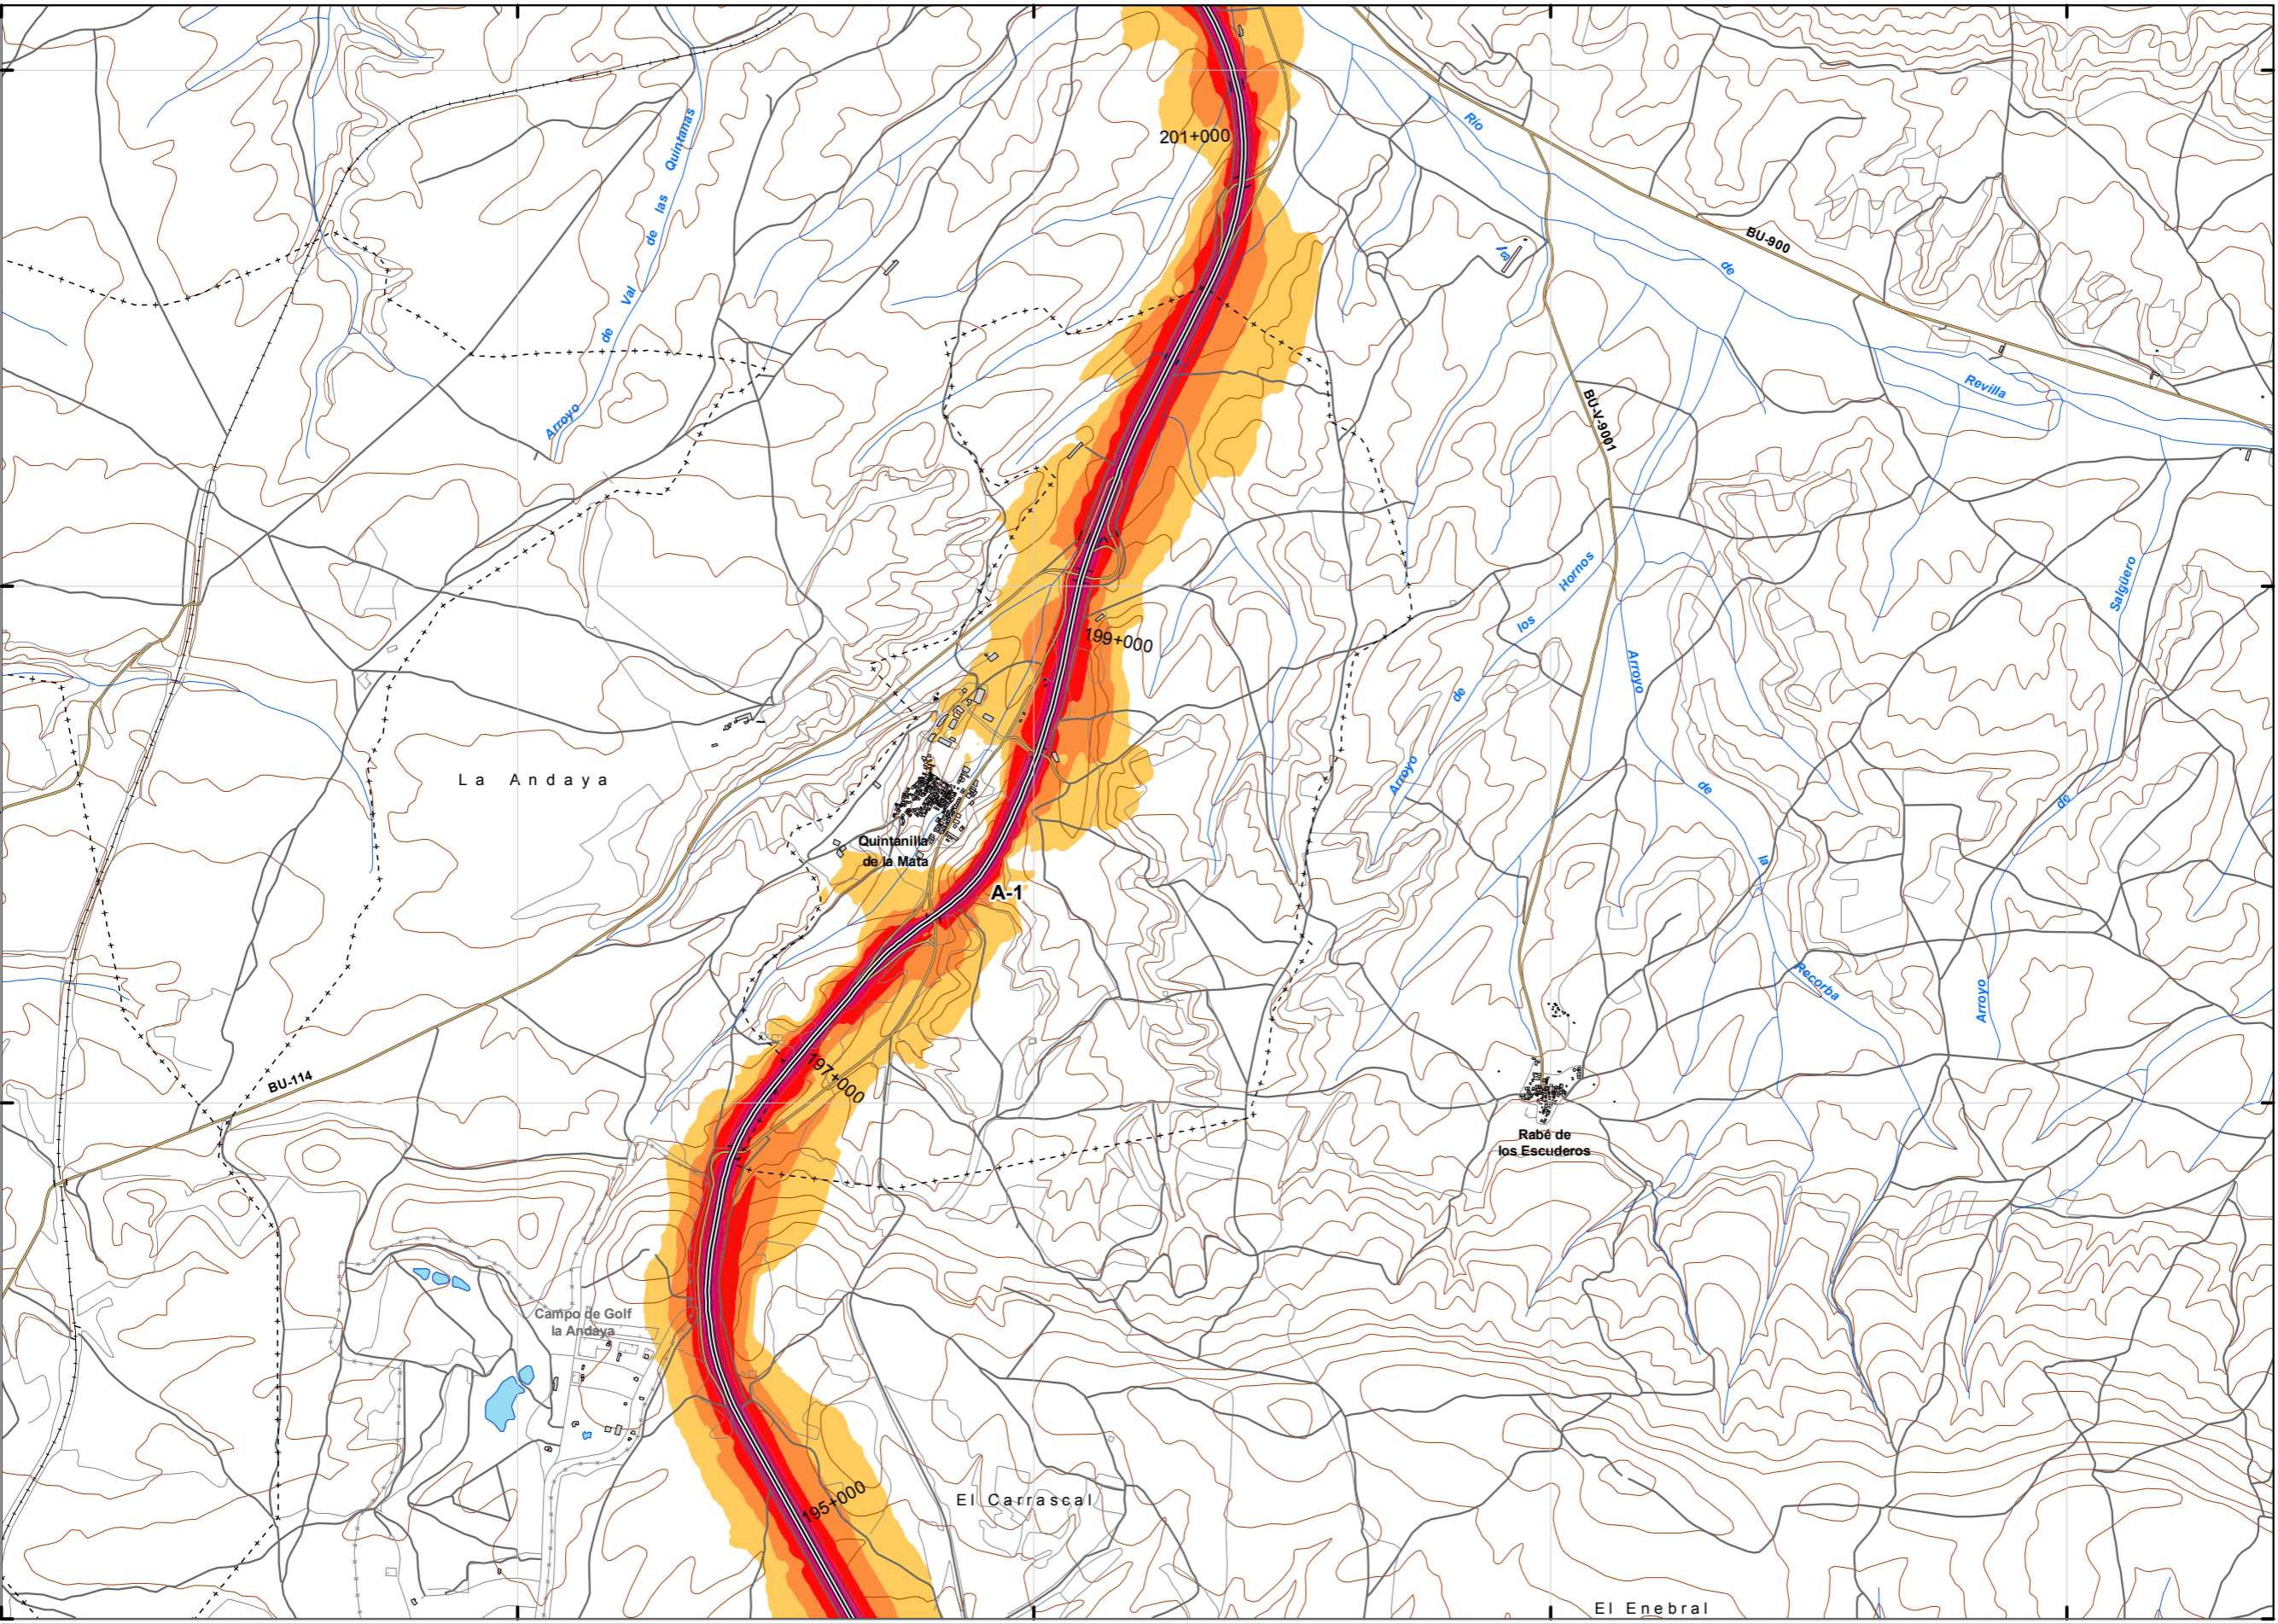 201+000
Río
de
Revilla
BU-900
BU-V-9001
Arroyo
de
Val
de
las
Quintanas
199+000
Arroyo
de
los
Hornos
Arroyo
de
la
Recorba
Arroyo
de
Salgüero
La Andaya
Quintanilla
de la Mata
A-1
197+000
BU-114
Rabé de
los Escuderos
Campo de Golf
la Andaya
195+000
El Carrascal
El Enebral